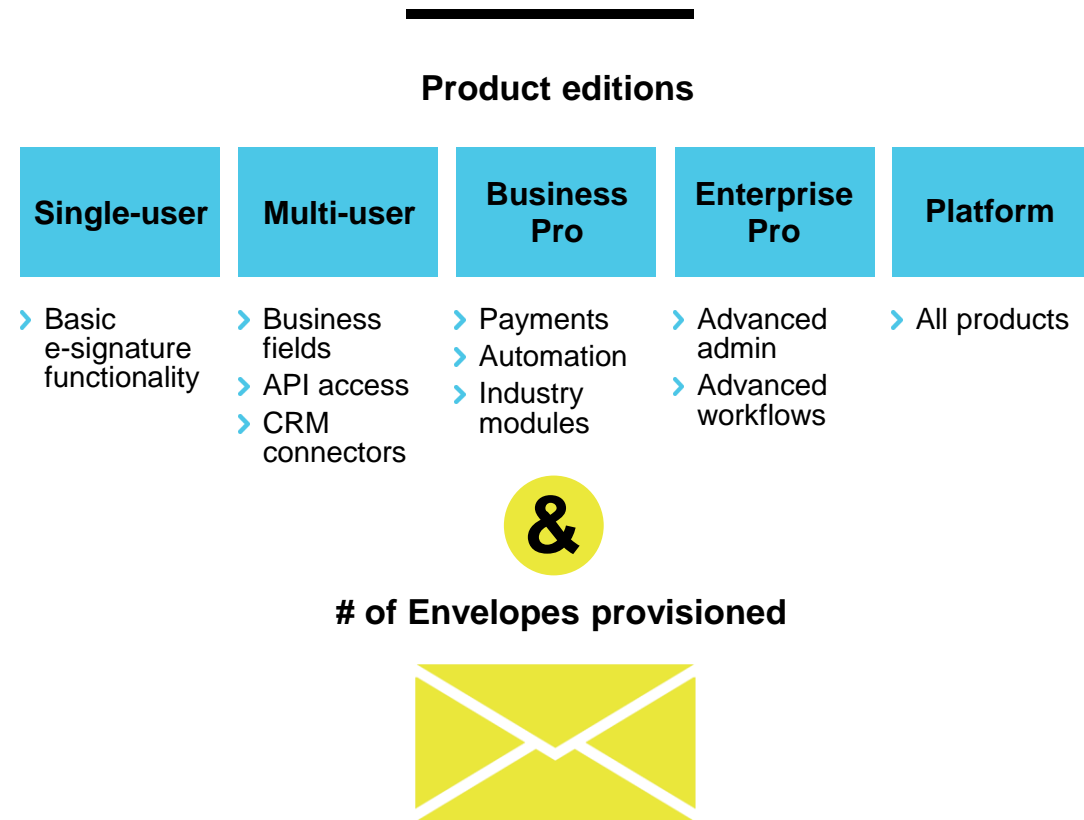 Product editions
Single-user
Multi-user
Business
Pro
Enterprise
Pro
Platform
Basic
e-signature
functionality
Business
fields
API access
CRM
connectors
Payments
Automation
Industry
modules
Advanced
admin
Advanced
workflows
All products
&
# of Envelopes provisioned